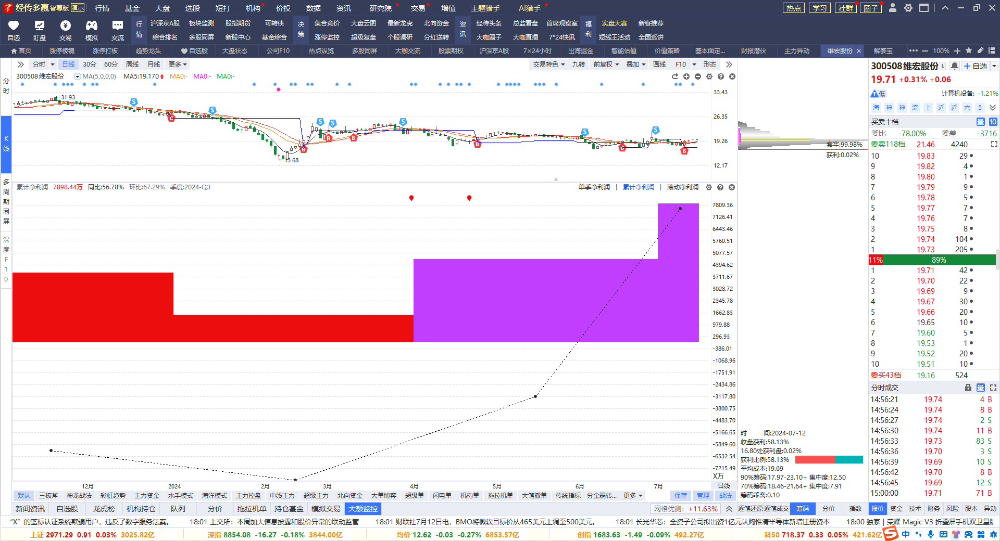 经传多赢 智尊版 演示 行情 基金 大盘 选股 短打 机构 价投 数据 资讯 研究院 交易 增值 主题猎手 AI猎手 热点 学习 社群 圈子
自选 盯盘 交易 模拟 交流
行情 沪深京A股 板块监测 股指期货 可转债 决策 集合竞价 大盘云图 最新龙虎 北向资金 资讯 经传头条 总监看盘 首席观察室 福利 实盘大赛 新客推荐
综合排名 多股同屏 新股中心 基金综合 涨停监控 超级复盘 个股调研 分红送转 大咖圈子 大咖直播 7*24快讯 短线王活动 全国巡讲
首页 涨停棱镜 涨停打板 趋势龙头 自选股 大盘状态 公司F10 热点纵览 多股同屏 大咖交流 股票期权 沪深京A股 7×24小时 出海掘金 智能估值 价值策略 基本面定... 财报潜伏 主力异动 维宏股份 × 解套宝 ••• 100%
分时 日线 30分 60分 周线 月线 更多 交易特色 九转 前复权 叠加 画线 F10 形态
分时
K线
多周期同屏
深度F10
300508维宏股份 MA(5,0,0,0) MA5:19.170 MA0:- MA0:- MA0:-
31.93
13.68
S S S S S S S
B B B B B B B
33.43
26.35
19.26
12.17
累计净利润 7898.44万 同比:56.78% 环比:67.29% 季度:2024-Q3 单季净利润 | 累计净利润 | 滚动净利润
7809.36
7126.41
6443.46
5760.51
5077.57
4394.62
3711.67
3028.72
2345.78
1662.83
979.88
296.93
-386.01
-1068.96
-1751.91
-2434.86
-3117.80
-3800.75
-4483.70
-5166.65
-5849.60
-6532.54
-7215.49
X万
12月 2024 2月 3月 4月 5月 6月 7月 日线
默认 三板斧 神龙战法 彩虹趋势 主力资金 水手模式 海洋模式 主力控盘 中线主力 超级主力 北向资金 大单博弈 超级单 闪电单 机构单 拖拉机单 大笔撤单 传统指标 分金弱转... 更多 保存 管理 战法
新闻资讯 自选股 龙虎榜 机构持仓 队列 分价 拖拉机单 持仓基金 模拟交易 大额监控 网格优测: +11.63%
套牢:99.98%
获利:0.02%
时 间:2024-07-12
收盘获利:58.13%
16.80处获利盘:0.02%
获利比例:58.13%
平均成本:19.69
90%筹码:17.97-23.10+ 集中度:12.50
70%筹码:18.46-21.64+ 集中度:7.91
筹码乖离:0.10
逐笔还原 逐笔成交 筹码 分价 指数
300508维宏股份 自选
19.71 +0.31% +0.06
低 计算机设备: -1.21%
海 神 神 流 上 近 近 六 5
买卖十档 量 10
委比 -78.00% 委差 -3716
委卖118档 21.46 4240
10 19.83 29
9 19.82 4
8 19.80 1
7 19.79 9
6 19.78 5
5 19.77 7
4 19.76 7
3 19.75 8
2 19.74 104
1 19.73 205
11% 89%
1 19.71 42
2 19.70 22
3 19.69 9
4 19.67 30
5 19.66 20
6 19.65 10
7 19.60 5
8 19.53 1
9 19.52 20
10 19.51 10
委买43档 19.16 524
分时成交 量
14:56:21 19.74 4 B
14:56:24 19.74 8 B
14:56:27 19.74 2 S
14:56:30 19.74 11 B
14:56:33 19.73 83 S
14:56:36 19.70 3 S
14:56:39 19.69 10 S
14:56:42 19.70 8 B
14:56:45 19.69 12 S
15:00:00 19.71 71 B
报价 资金 技术 财务 风险 股本 异动
“X”的蓝标认证系统欺骗用户，违反了数字服务法案。 18:01 上交所：本周加大信息披露和股价异常的联动监管 18:01 财联社7月12日电，BMO将微软目标价从465美元上调至500美元。 18:01 长光华芯：全资子公司拟出资1亿元认购惟清半导体新增注册资本 18:00 独家 | 荣耀 Magic V3 折叠屏手机双卫星
上证 2971.29 0.91 0.03% 3025.82亿 深指 8854.08 -16.27 -0.18% 3844.00亿 均价 12.62 -0.03 -0.27% 6853.57亿 创指 1683.63 -1.49 -0.09% 492.27亿 科50 718.37 0.33 0.05% 421.62亿 S 中